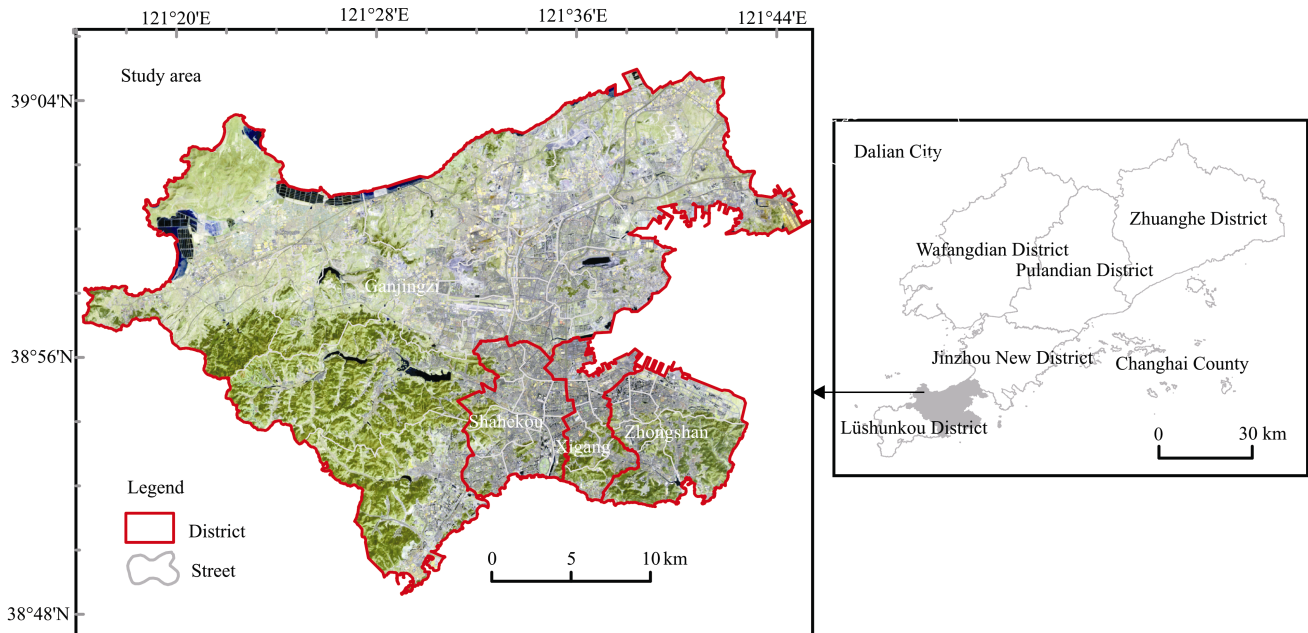 121°20'E
121°28'E
121°36'E
121°44'E
Study area
39°04'N
38°56'N
38°48'N
Ganjingzi
Shahekou
Xigang
Zhongshan
Legend
District
Street
0 5 10 km
Dalian City
Zhuanghe District
Wafangdian District
Pulandian District
Jinzhou New District
Changhai County
Lüshunkou District
0 30 km